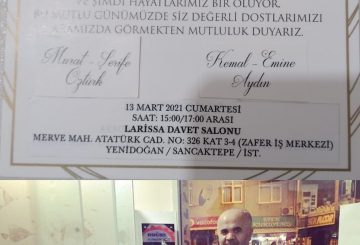 VE ŞİMDİ HAYATLARIMIZ BİR OLUYOR.
BU MUTLU GÜNÜMÜZDE SİZ DEĞERLİ DOSTLARIMIZI
ARAMIZDA GÖRMEKTEN MUTLULUK DUYARIZ.
Murat - Şerife
Öztürk
Kemal - Emine
Aydın
13 MART 2021 CUMARTESİ
SAAT: 15:00/17:00 ARASI
LARİSSA DAVET SALONU
MERVE MAH. ATATÜRK CAD. NO: 326 KAT 3-4 (ZAFER İŞ MERKEZİ)
YENİDOĞAN / SANCAKTEPE / İST.